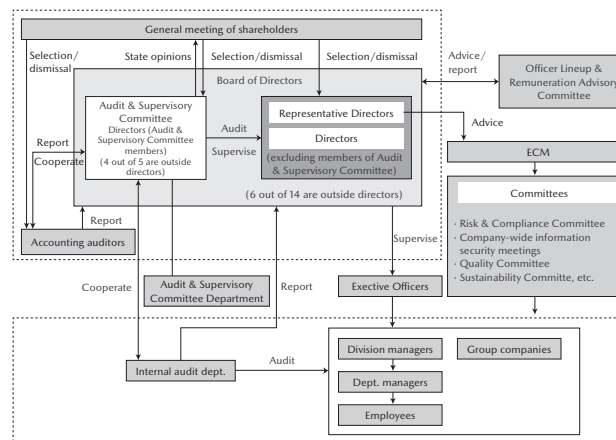 General meeting of shareholders
Selection/
dismissal
State opinions
Selection/dismissal
Selection/dismissal
Advice/
report
Officer Lineup &
Remuneration Advisory
Committee
Board of Directors
Audit & Supervisory
Committee
Directors (Audit &
Supervisory Committee
members)
(4 out of 5 are outside
directors)
Audit
Supervise
Representative Directors
Directors
(excluding members of Audit
& Supervisory Committee)
Advice
Report
Cooperate
ECM
Committees
(6 out of 14 are outside directors)
Report
Accounting auditors
Supervise
· Risk & Compliance Committee
· Company-wide information
security meetings
· Quality Committee
· Sustainability Committe, etc.
Cooperate
Audit & Supervisory
Committee Department
Report
Exective Officers
Internal audit dept.
Audit
Division managers
Group companies
Dept. managers
Employees